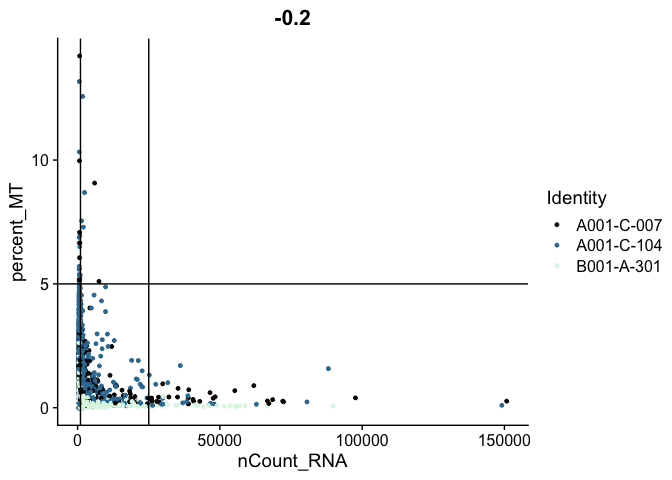 -0.2
percent_MT
10
5
0
0
50000
100000
150000
nCount_RNA
Identity
A001-C-007
A001-C-104
B001-A-301